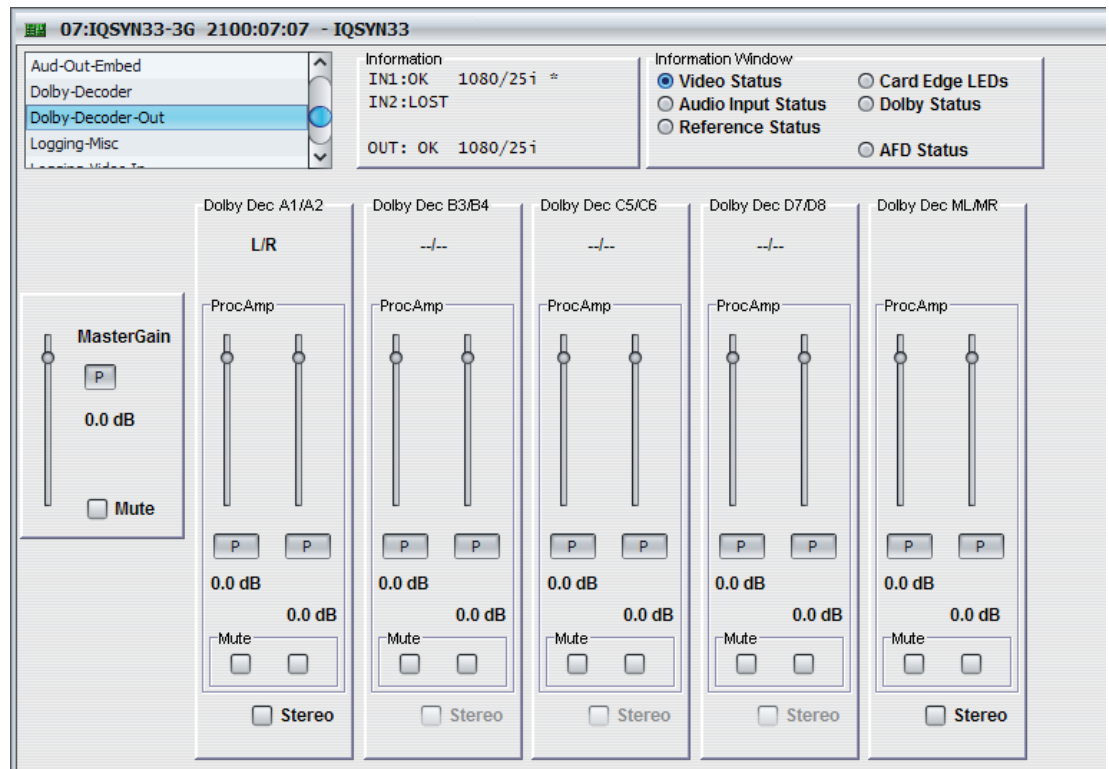 07:IQSYN33-3G 2100:07:07 - IQSYN33
Aud-Out-Embed
Dolby-Decoder
Dolby-Decoder-Out
Logging-Misc
Information
IN1:OK 1080/25i *
IN2:LOST
OUT: OK 1080/25i
Information Window
Video Status Card Edge LEDs
Audio Input Status Dolby Status
Reference Status
AFD Status
MasterGain
P
0.0 dB
Mute
Dolby Dec A1/A2
L/R
ProcAmp
P P
0.0 dB
0.0 dB
Mute
Stereo
Dolby Dec B3/B4
--/--
ProcAmp
P P
0.0 dB
0.0 dB
Mute
Stereo
Dolby Dec C5/C6
--/--
ProcAmp
P P
0.0 dB
0.0 dB
Mute
Stereo
Dolby Dec D7/D8
--/--
ProcAmp
P P
0.0 dB
0.0 dB
Mute
Stereo
Dolby Dec ML/MR
ProcAmp
P P
0.0 dB
0.0 dB
Mute
Stereo